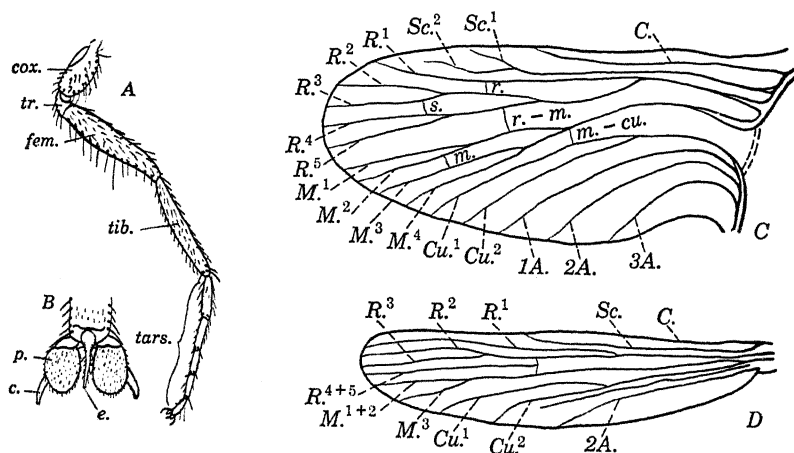 cox.
A
tr.
fem.
tib.
B
p.
tars.
c.
e.
Sc.²
Sc.¹
C.
R.¹
R.²
R.³
r.
s.
r.-m.
m.-cu.
R.⁴
R.⁵
m.
M.¹
M.²
M.³
M.⁴
Cu.¹
Cu.²
1A.
2A.
3A.
C
R.³
R.²
R.¹
Sc.
C.
R.⁴⁺⁵
M.¹⁺²
M.³
Cu.¹
Cu.²
2A.
D